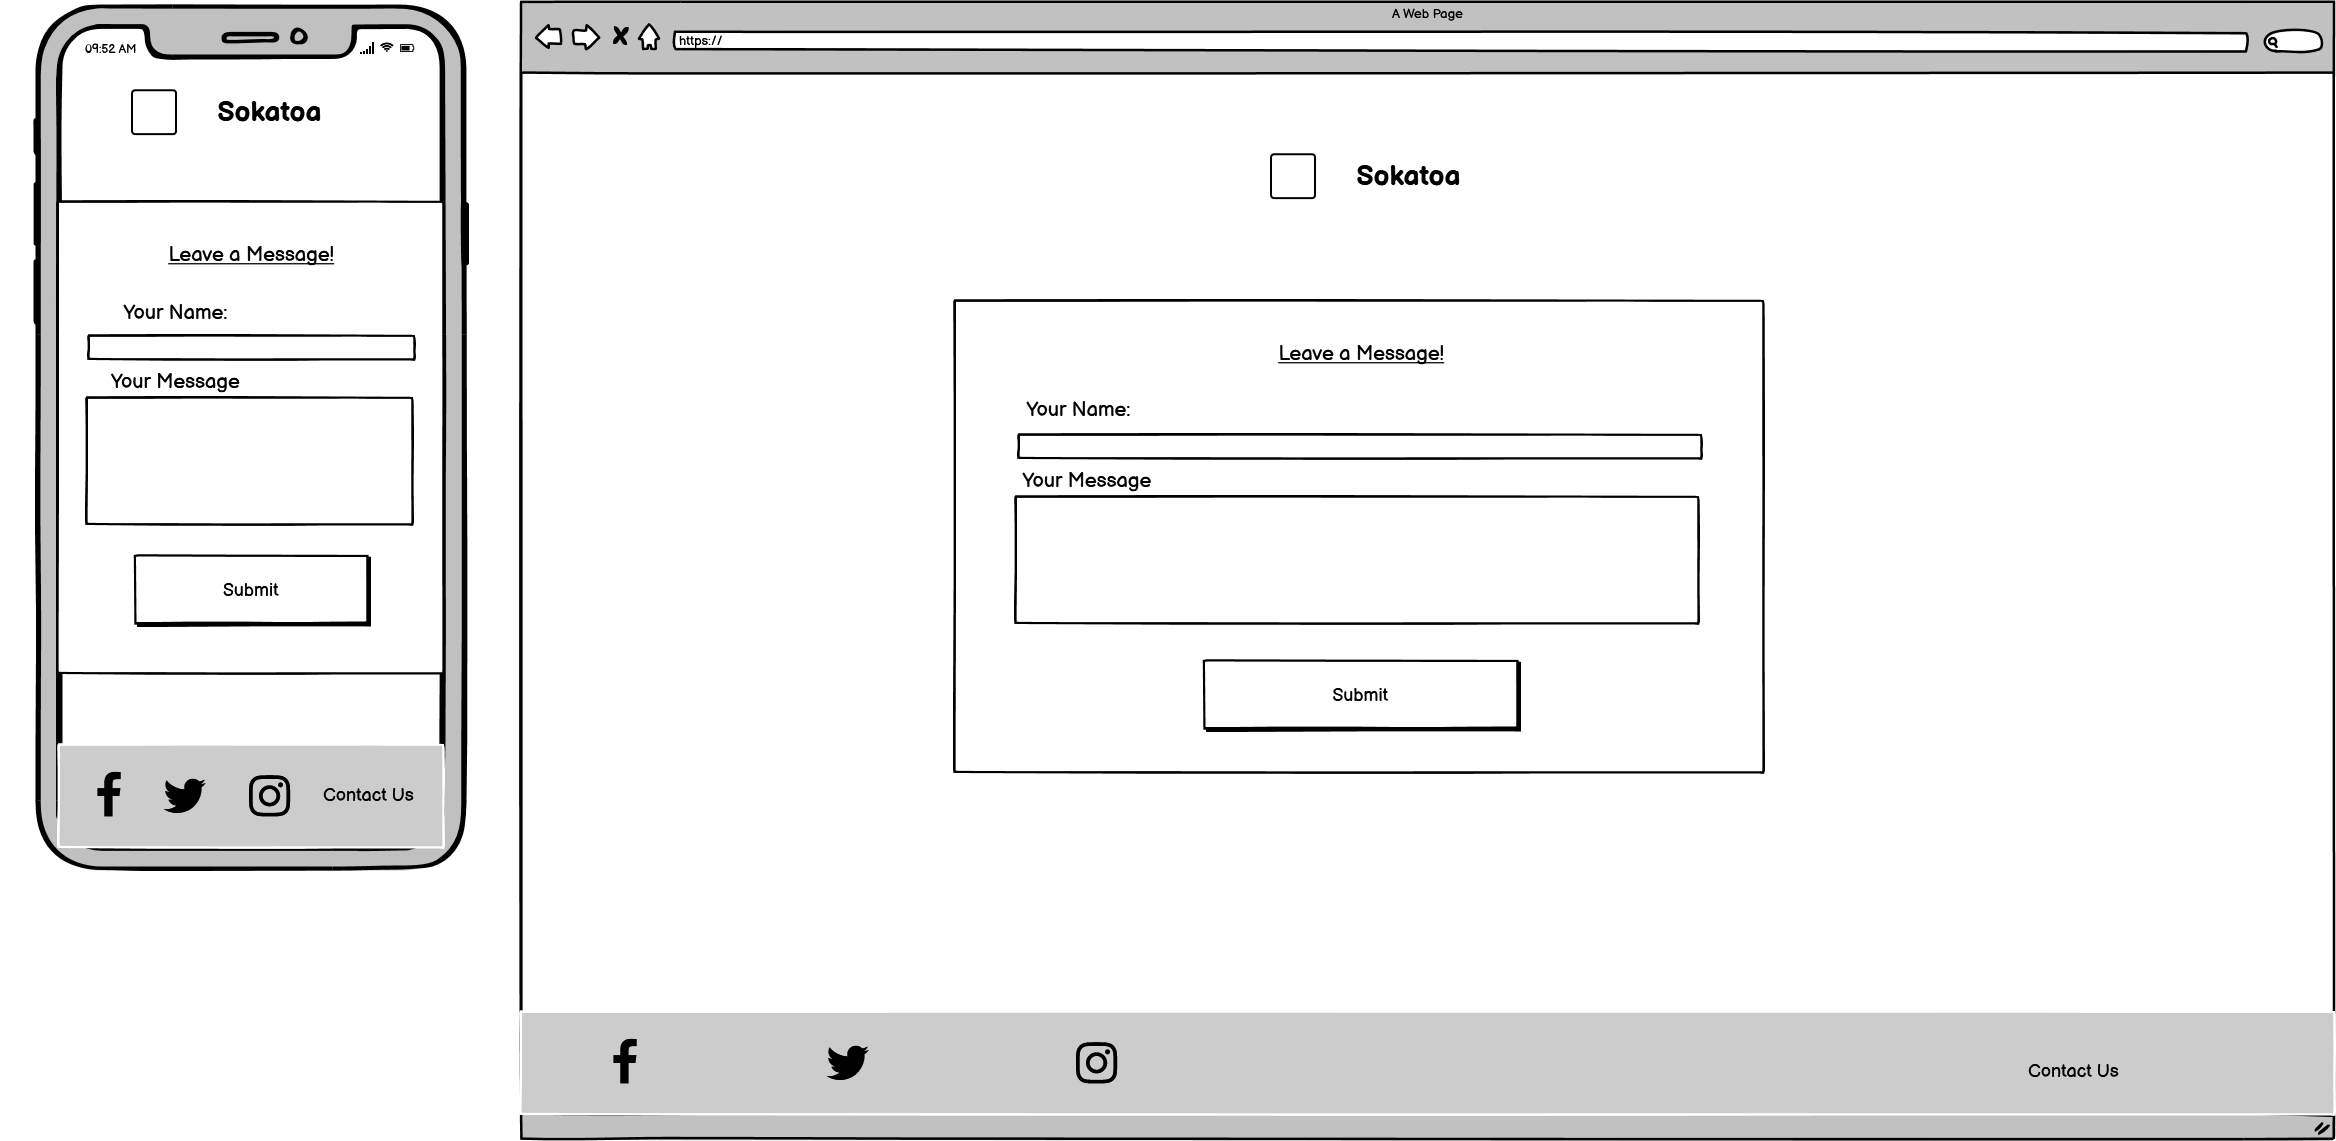 09:52 AM
Sokatoa
Leave a Message!
Your Name:
Your Message
Submit
Contact Us
A Web Page
https://
Sokatoa
Leave a Message!
Your Name:
Your Message
Submit
Contact Us